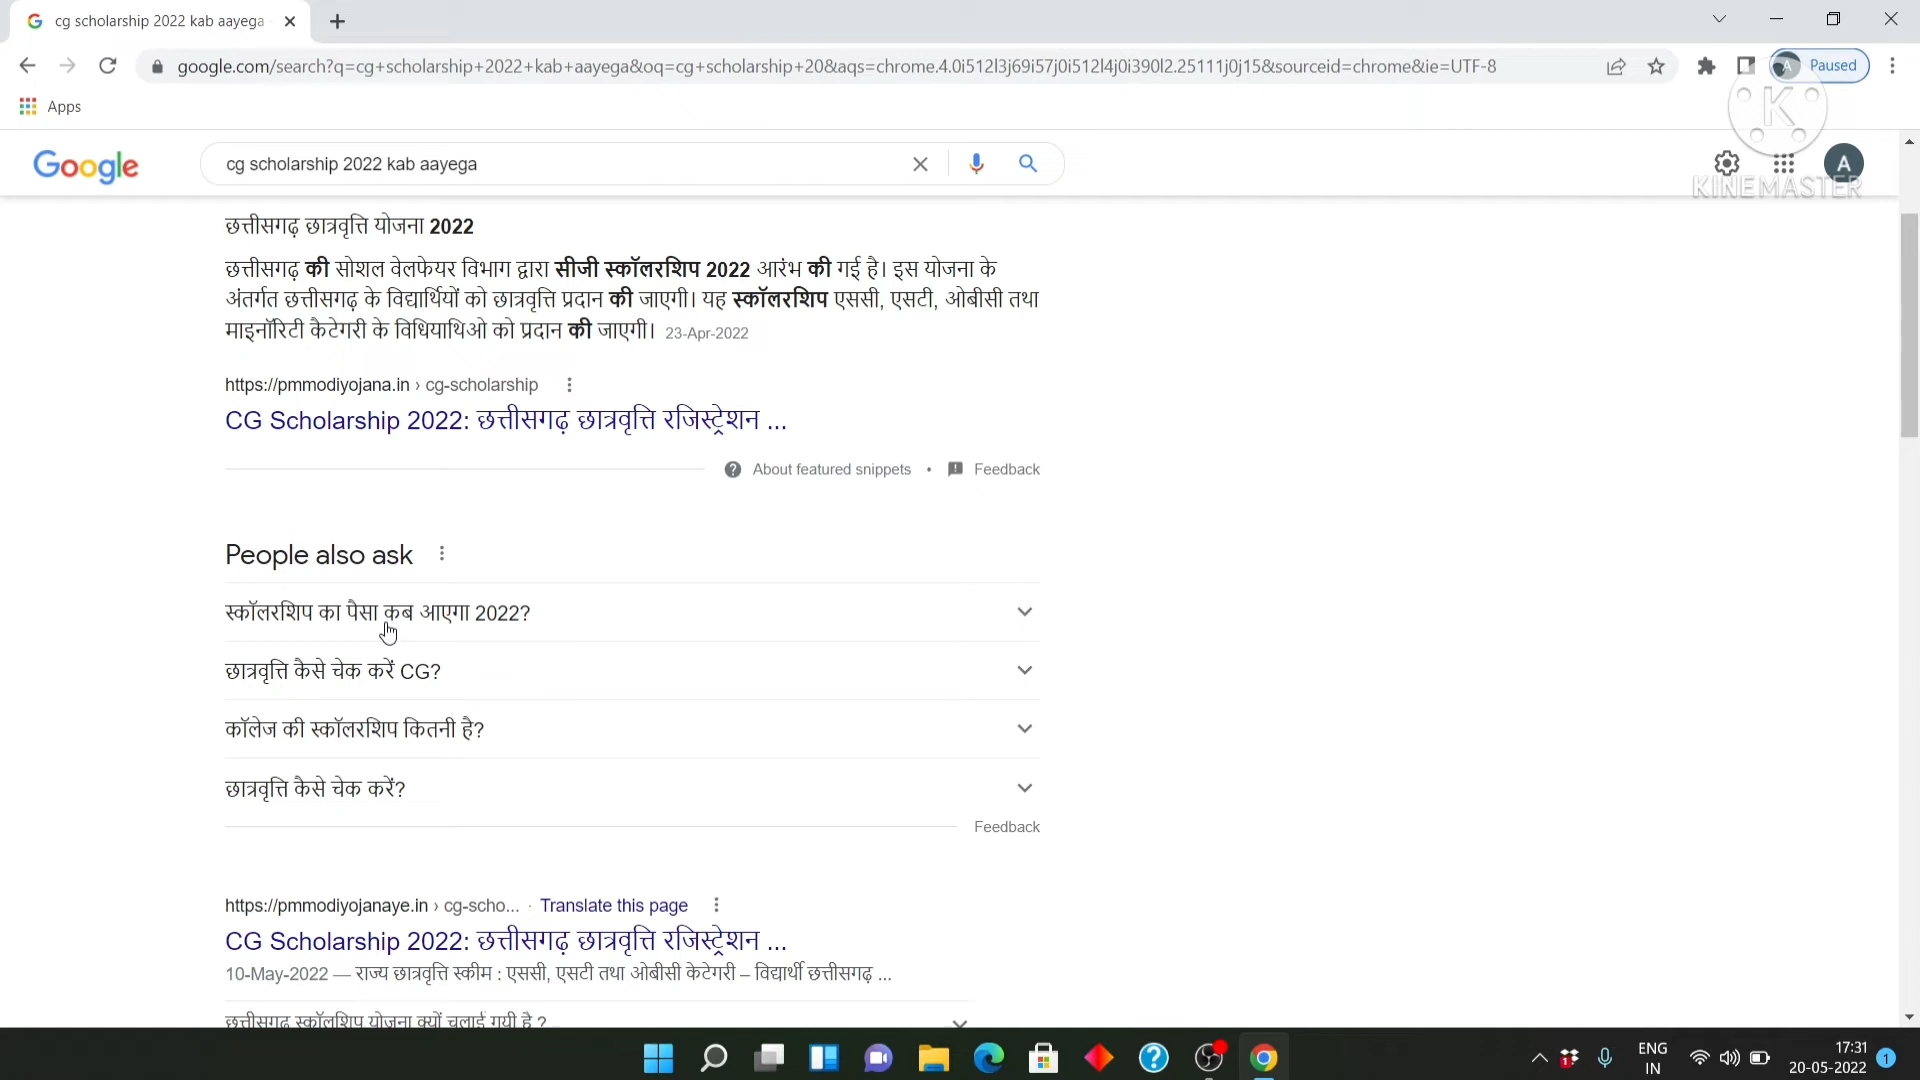 cg scholarship 2022 kab aayega
google.com/search?q=cg+scholarship+2022+kab+aayega&oq=cg+scholarship+20&aqs=chrome.4.0i512l3j69i57j0i512l4j0i390l2.25111j0j15&sourceid=chrome&ie=UTF-8
A Paused
Apps
K
Google
cg scholarship 2022 kab aayega
A
KINEMASTER
छत्तीसगढ़ छात्रवृत्ति योजना 2022
छत्तीसगढ़ की सोशल वेलफेयर विभाग द्वारा सीजी स्कॉलरशिप 2022 आरंभ की गई है। इस योजना के
अंतर्गत छत्तीसगढ़ के विद्यार्थियों को छात्रवृत्ति प्रदान की जाएगी। यह स्कॉलरशिप एससी, एसटी, ओबीसी तथा
माइनॉरिटी कैटेगरी के विधियाथिओ को प्रदान की जाएगी। 23-Apr-2022
https://pmmodiyojana.in › cg-scholarship
CG Scholarship 2022: छत्तीसगढ़ छात्रवृत्ति रजिस्ट्रेशन ...
About featured snippets • Feedback
People also ask
स्कॉलरशिप का पैसा कब आएगा 2022?
छात्रवृत्ति कैसे चेक करें CG?
कॉलेज की स्कॉलरशिप कितनी है?
छात्रवृत्ति कैसे चेक करें?
Feedback
https://pmmodiyojanaye.in › cg-scho... · Translate this page
CG Scholarship 2022: छत्तीसगढ़ छात्रवृत्ति रजिस्ट्रेशन ...
10-May-2022 — राज्य छात्रवृत्ति स्कीम : एससी, एसटी तथा ओबीसी केटेगरी – विद्यार्थी छत्तीसगढ़ ...
छत्तीसगढ़ स्कॉलशिप योजना क्यों चलाई गयी है ?
ENG
IN
17:31
20-05-2022
1